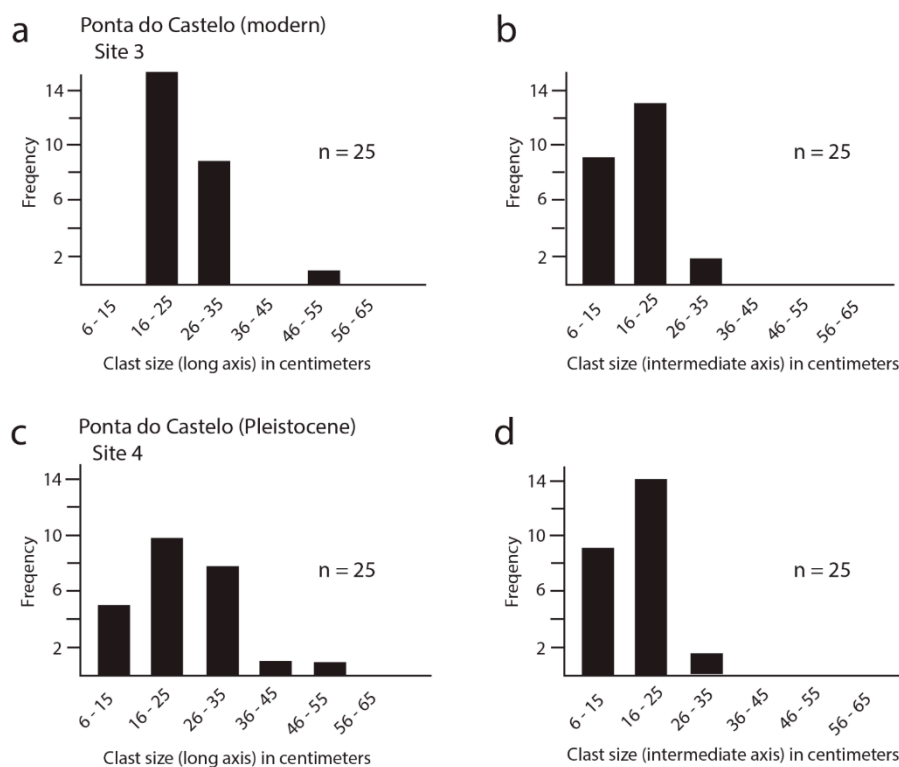 a
Ponta do Castelo (modern)
Site 3
14
10
6
2
Freqency
n = 25
6 - 15
16 - 25
26 - 35
36 - 45
46 - 55
56 - 65
Clast size (long axis) in centimeters
b
14
10
6
2
Freqency
n = 25
6 - 15
16 - 25
26 - 35
36 - 45
46 - 55
56 - 65
Clast size (intermediate axis) in centimeters
c
Ponta do Castelo (Pleistocene)
Site 4
14
10
6
2
Freqency
n = 25
6 - 15
16 - 25
26 - 35
36 - 45
46 - 55
56 - 65
Clast size (long axis) in centimeters
d
14
10
6
2
Freqency
n = 25
6 - 15
16 - 25
26 - 35
36 - 45
46 - 55
56 - 65
Clast size (intermediate axis) in centimeters